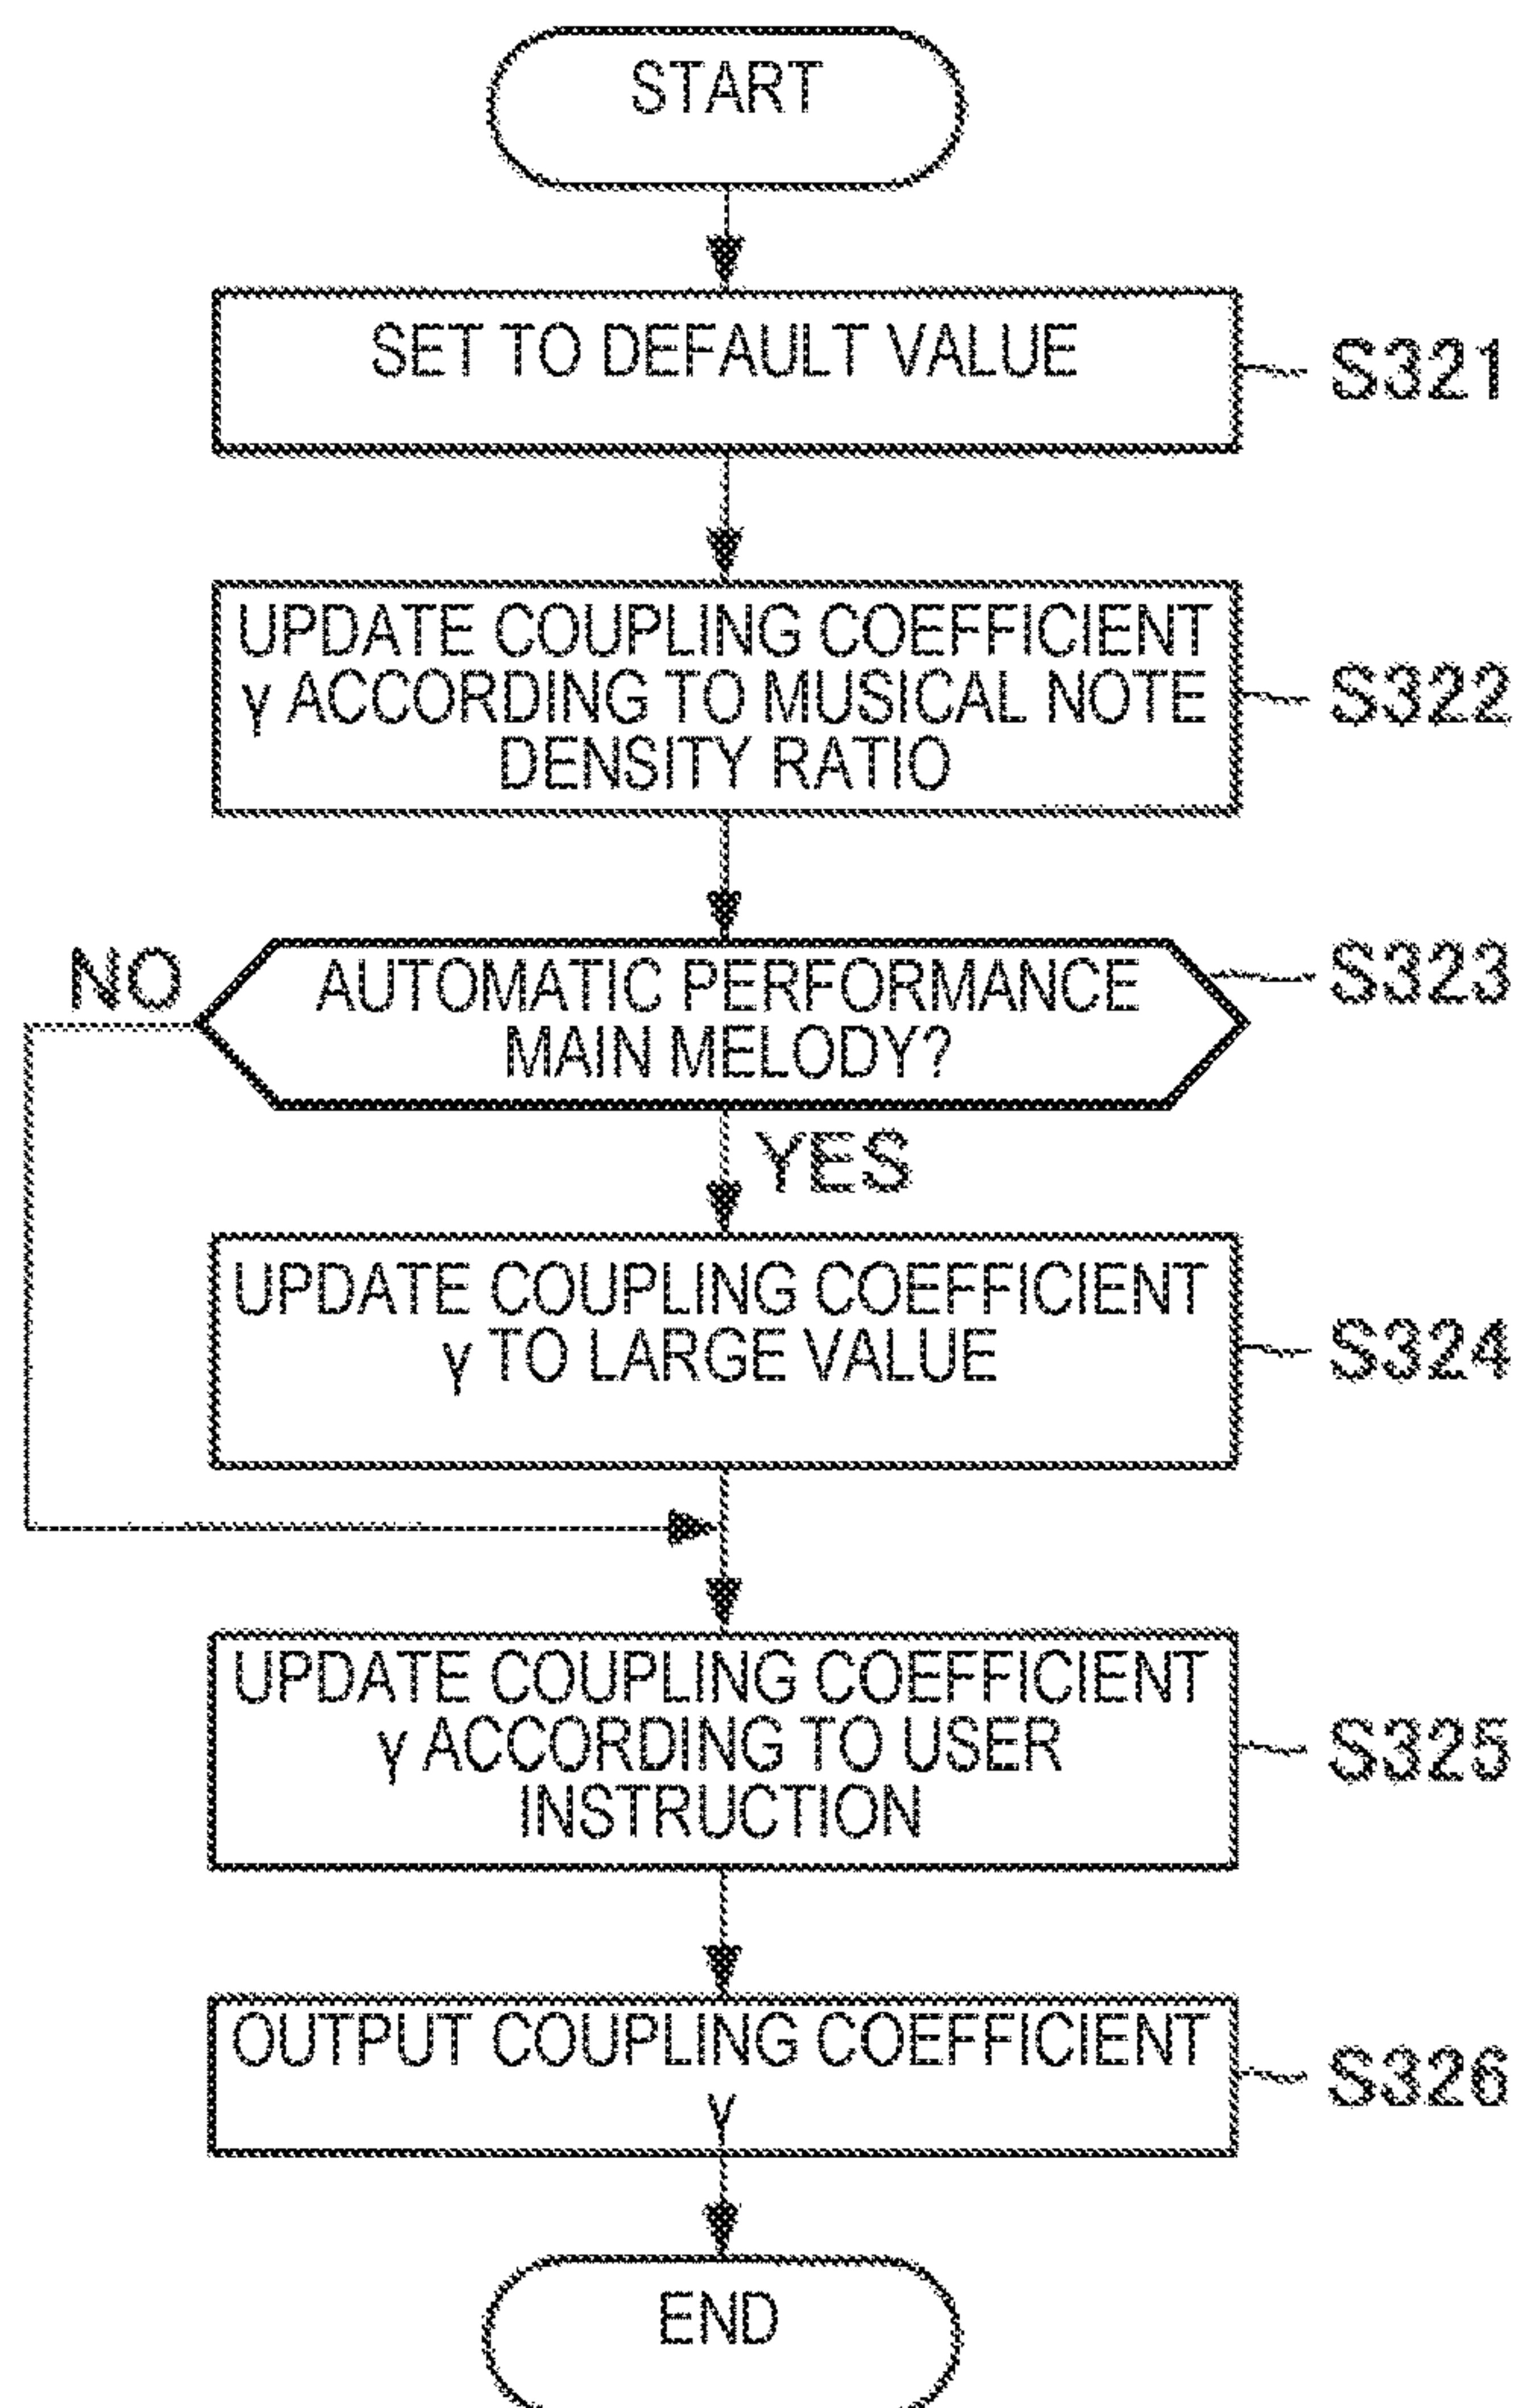 START
SET TO DEFAULT VALUE
S321
UPDATE COUPLING COEFFICIENT
γ ACCORDING TO MUSICAL NOTE
DENSITY RATIO
S322
NO
AUTOMATIC PERFORMANCE
MAIN MELODY?
S323
YES
UPDATE COUPLING COEFFICIENT
γ TO LARGE VALUE
S324
UPDATE COUPLING COEFFICIENT
γ ACCORDING TO USER
INSTRUCTION
S325
OUTPUT COUPLING COEFFICIENT
γ
S326
END